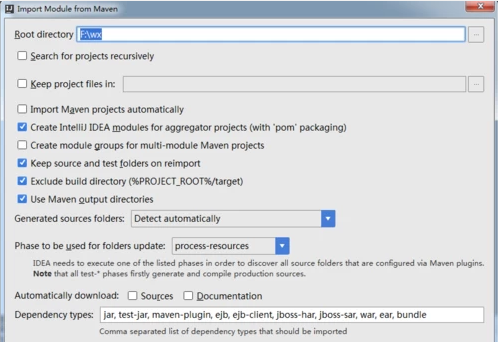 Import Module from Maven
Root directory F:\wx ...
Search for projects recursively
Keep project files in: ...
Import Maven projects automatically
Create IntelliJ IDEA modules for aggregator projects (with 'pom' packaging)
Create module groups for multi-module Maven projects
Keep source and test folders on reimport
Exclude build directory (%PROJECT_ROOT%/target)
Use Maven output directories
Generated sources folders: Detect automatically
Phase to be used for folders update: process-resources
IDEA needs to execute one of the listed phases in order to discover all source folders that are configured via Maven plugins.
Note that all test-* phases firstly generate and compile production sources.
Automatically download: Sources Documentation
Dependency types: jar, test-jar, maven-plugin, ejb, ejb-client, jboss-har, jboss-sar, war, ear, bundle
Comma separated list of dependency types that should be imported